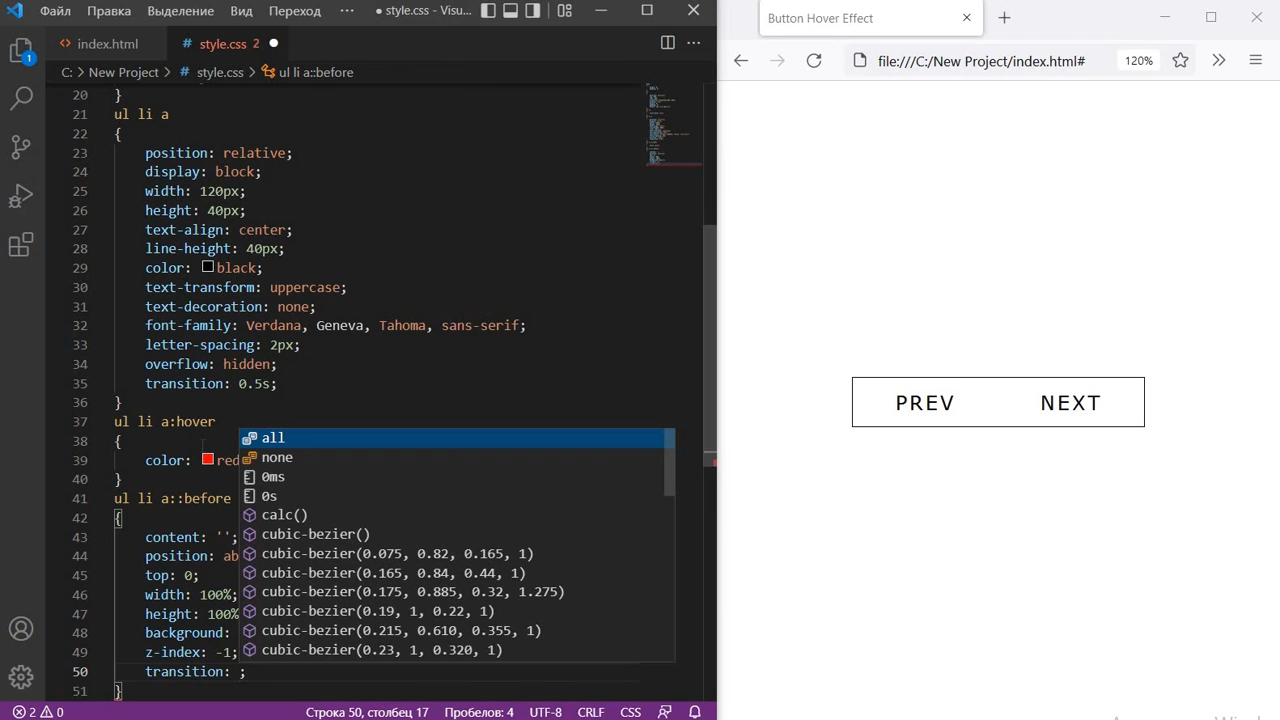 Файл Правка Выделение Вид Переход ··· ● style.css - Visu...
1
index.html # style.css 2 ●
C: > New Project > # style.css > ul li a::before
20 }
21 ul li a
22 {
23 position: relative;
24 display: block;
25 width: 120px;
26 height: 40px;
27 text-align: center;
28 line-height: 40px;
29 color: black;
30 text-transform: uppercase;
31 text-decoration: none;
32 font-family: Verdana, Geneva, Tahoma, sans-serif;
33 letter-spacing: 2px;
34 overflow: hidden;
35 transition: 0.5s;
36 }
37 ul li a:hover
38 {
39 color: red
40 }
41 ul li a::before
42 {
43 content: '';
44 position: ab
45 top: 0;
46 width: 100%;
47 height: 100%
48 background:
49 z-index: -1;
50 transition: ;
51 }
all
none
0ms
0s
calc()
cubic-bezier()
cubic-bezier(0.075, 0.82, 0.165, 1)
cubic-bezier(0.165, 0.84, 0.44, 1)
cubic-bezier(0.175, 0.885, 0.32, 1.275)
cubic-bezier(0.19, 1, 0.22, 1)
cubic-bezier(0.215, 0.610, 0.355, 1)
cubic-bezier(0.23, 1, 0.320, 1)
2 0 Строка 50, столбец 17 Пробелов: 4 UTF-8 CRLF CSS
Button Hover Effect
file:///C:/New Project/index.html# 120%
PREV NEXT